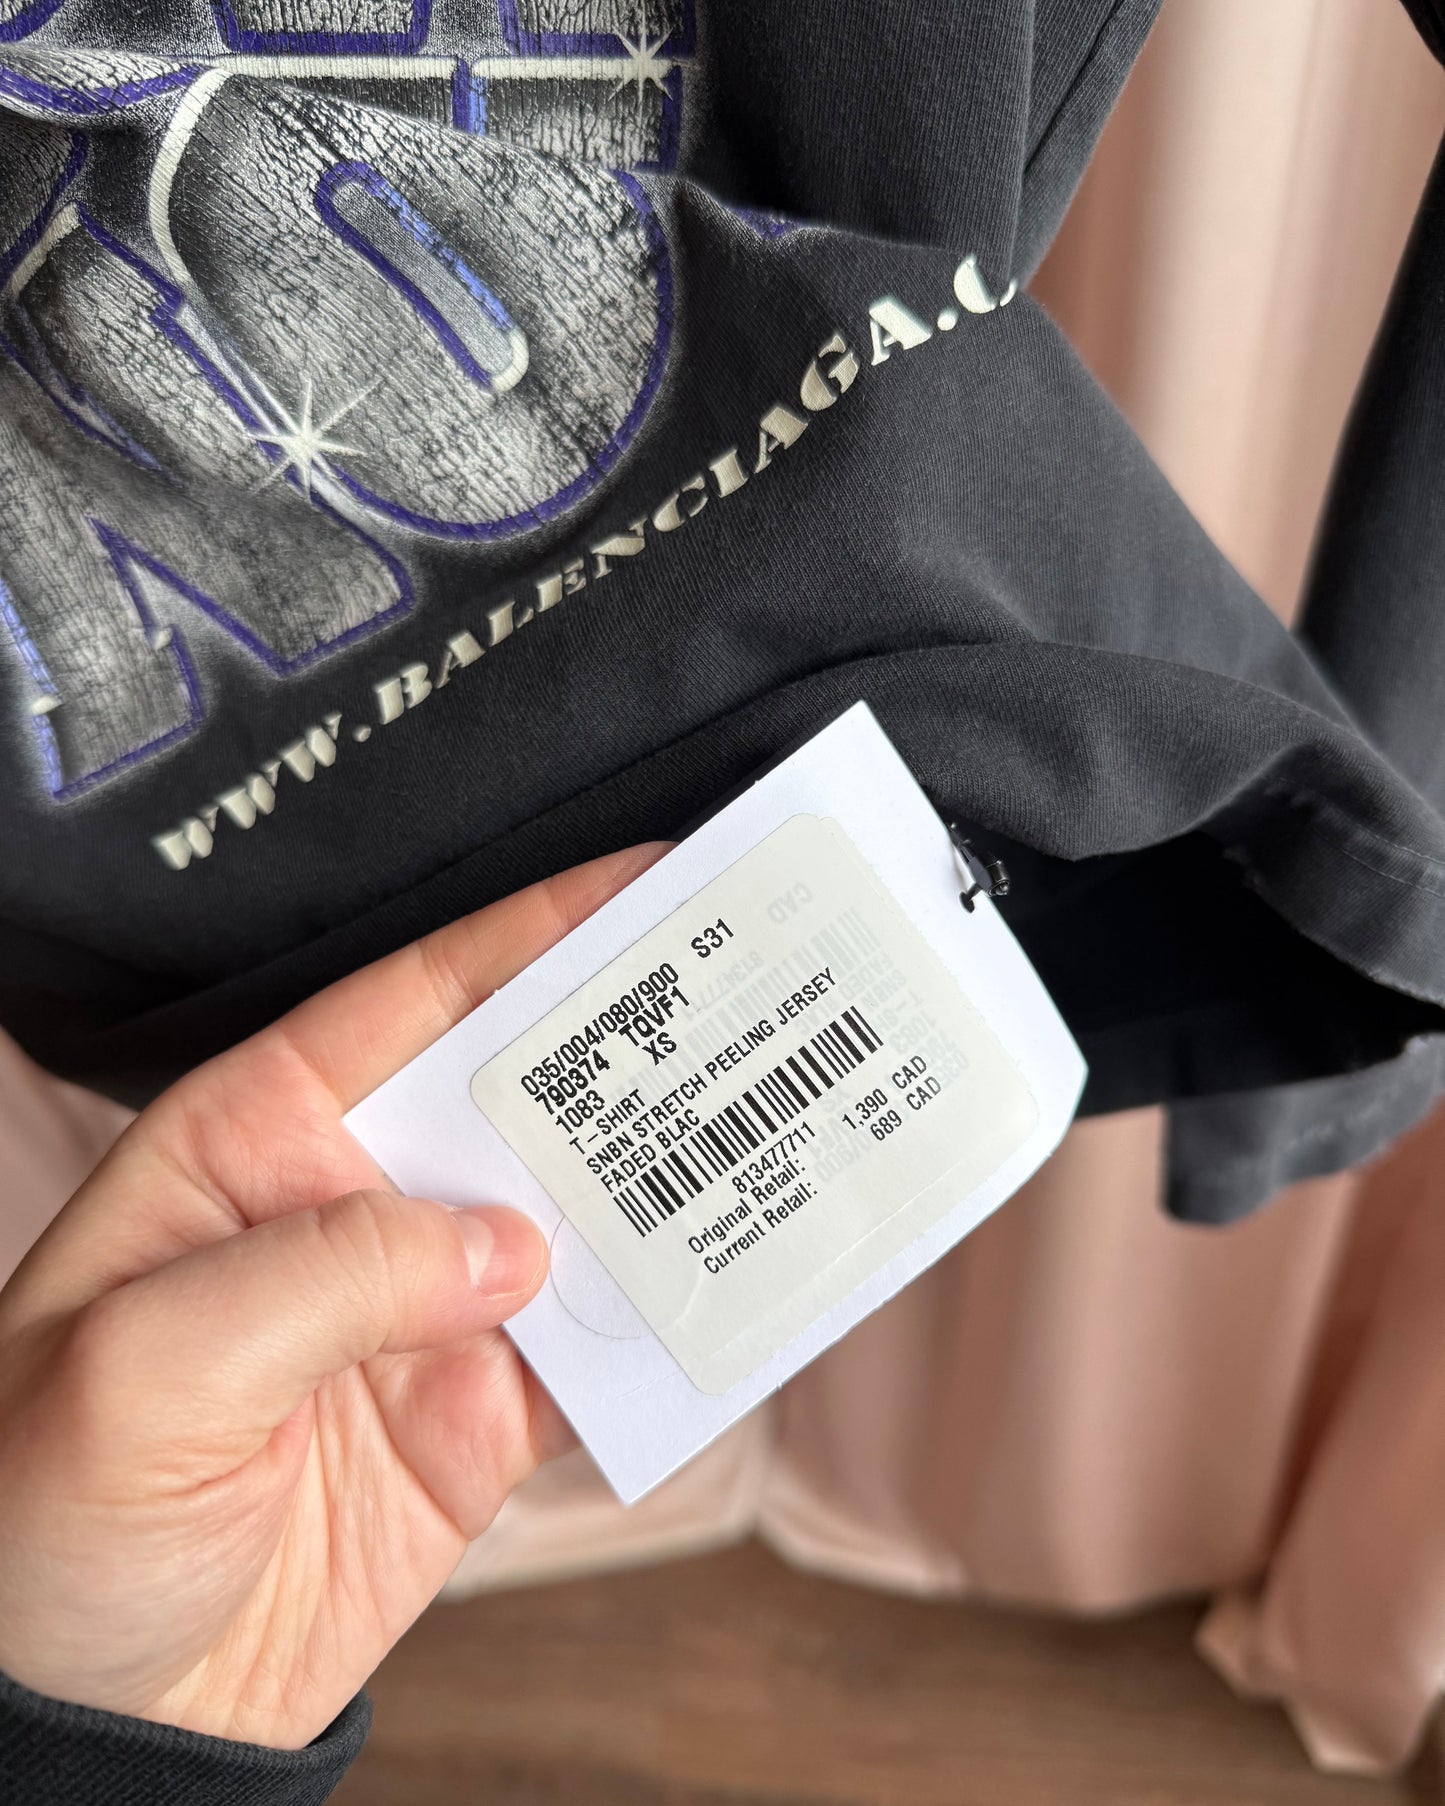 WWW.BALENCIAGA.C
035/004/080/900 S31
790374 TQVF1
1083 XS
T-SHIRT
SNBN STRETCH PEELING JERSEY
FADED BLAC
813477711
Original Retail: 1,390 CAD
Current Retail: 689 CAD